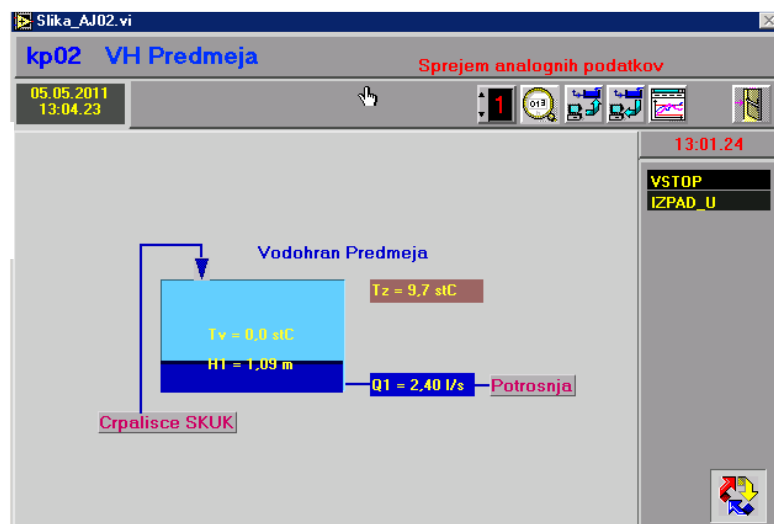 Slika_AJ02.vi
kp02 VH Predmeja
Sprejem analognih podatkov
05.05.2011
13:04.23
1
013
13:01.24
VSTOP
IZPAD_U
Vodohran Predmeja
Tz = 9,7 stC
Tv = 0,0 stC
H1 = 1,09 m
Q1 = 2,40 l/s
Potrosnja
Crpalisce SKUK